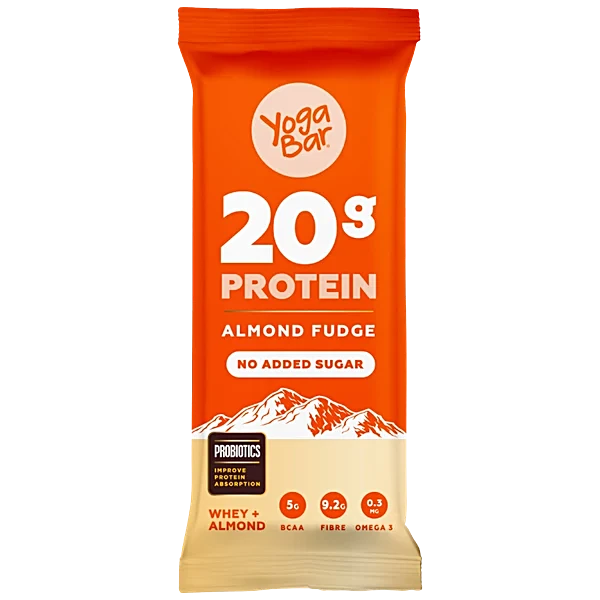 Yoga
Bar
20g
PROTEIN
ALMOND FUDGE
NO ADDED SUGAR
PROBIOTICS
IMPROVE
PROTEIN
ABSORPTION
WHEY +
ALMOND
5G
BCAA
9.2G
FIBRE
0.3
MG
OMEGA 3